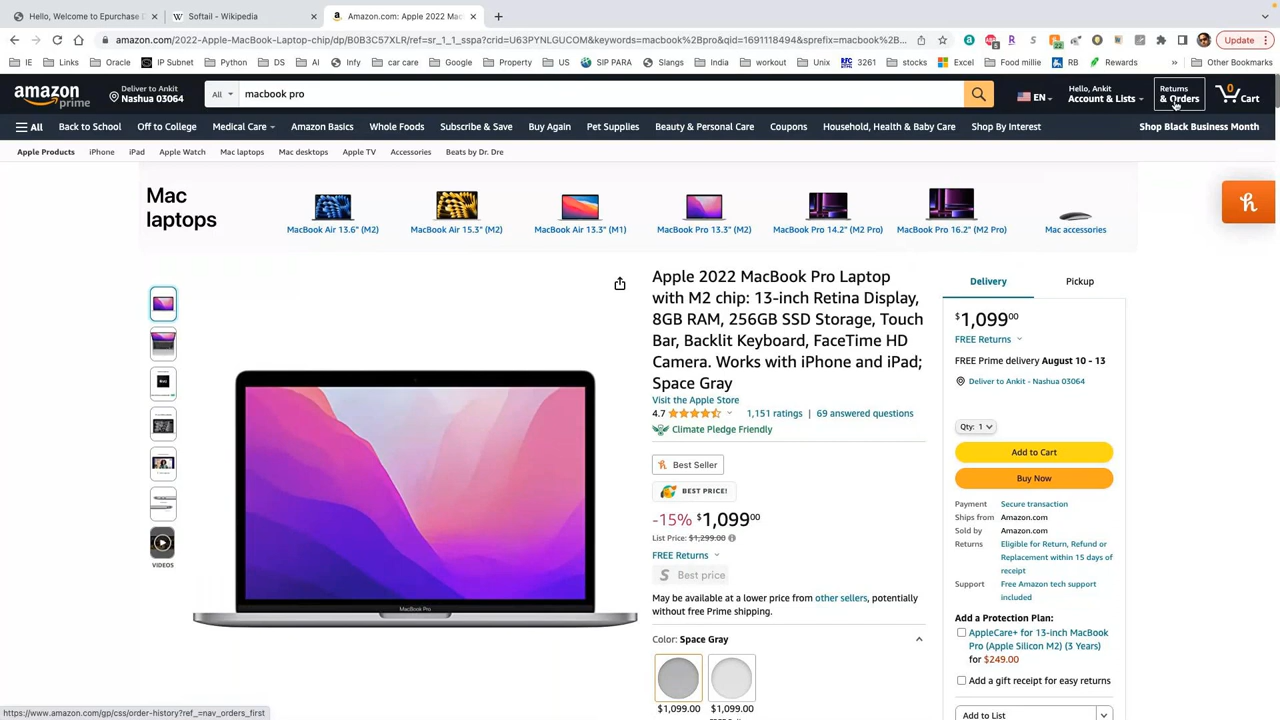 Hello, Welcome to Epurchase
Softail - Wikipedia
Amazon.com: Apple 2022 Mac
amazon.com/2022-Apple-MacBook-Laptop-chip/dp/B0B3C57XLR/ref=sr_1_1_sspa?crid=U63PYNLGUCOM&keywords=macbook%2Bpro&qid=1691118494&sprefix=macbook%2B...
Update
IE
Links
Oracle
IP Subnet
Python
DS
AI
Infy
car care
Google
Property
US
SIP PARA
Slangs
India
workout
Unix
3261
stocks
Excel
Food millie
RB
Rewards
»
Other Bookmarks
amazon prime
Deliver to Ankit
Nashua 03064
All
macbook pro
EN
Hello, Ankit
Account & Lists
Returns
& Orders
0
Cart
All
Back to School
Off to College
Medical Care
Amazon Basics
Whole Foods
Subscribe & Save
Buy Again
Pet Supplies
Beauty & Personal Care
Coupons
Household, Health & Baby Care
Shop By Interest
Shop Black Business Month
Apple Products
iPhone
iPad
Apple Watch
Mac laptops
Mac desktops
Apple TV
Accessories
Beats by Dr. Dre
Mac
laptops
MacBook Air 13.6" (M2)
MacBook Air 15.3" (M2)
MacBook Air 13.3" (M1)
MacBook Pro 13.3" (M2)
MacBook Pro 14.2" (M2 Pro)
MacBook Pro 16.2" (M2 Pro)
Mac accessories
h
VIDEOS
MacBook Pro
Apple 2022 MacBook Pro Laptop
with M2 chip: 13-inch Retina Display,
8GB RAM, 256GB SSD Storage, Touch
Bar, Backlit Keyboard, FaceTime HD
Camera. Works with iPhone and iPad;
Space Gray
Visit the Apple Store
4.7
1,151 ratings | 69 answered questions
Climate Pledge Friendly
Best Seller
BEST PRICE!
-15% $1,09900
List Price: $1,299.00
FREE Returns
S Best price
May be available at a lower price from other sellers, potentially
without free Prime shipping.
Color: Space Gray
$1,099.00
$1,099.00
Delivery
Pickup
$1,09900
FREE Returns
FREE Prime delivery August 10 - 13
Deliver to Ankit - Nashua 03064
Qty: 1
Add to Cart
Buy Now
Payment Secure transaction
Ships from Amazon.com
Sold by Amazon.com
Returns Eligible for Return, Refund or
Replacement within 15 days of
receipt
Support Free Amazon tech support
included
Add a Protection Plan:
AppleCare+ for 13-inch MacBook
Pro (Apple Silicon M2) (3 Years)
for $249.00
Add a gift receipt for easy returns
Add to List
https://www.amazon.com/gp/css/order-history?ref_=nav_orders_first